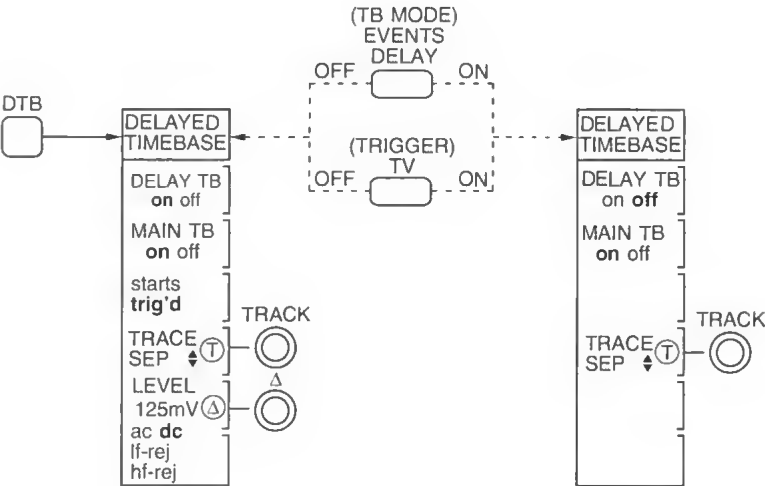 (TB MODE)
EVENTS
DELAY
OFF ON
DTB
DELAYED
TIMEBASE
(TRIGGER)
TV
OFF ON
DELAY TB
on off
MAIN TB
on off
starts
trig'd
TRACK
TRACE
SEP T
Δ
LEVEL
125mV Δ
ac dc
lf-rej
hf-rej
DELAYED
TIMEBASE
DELAY TB
on off
MAIN TB
on off
TRACK
TRACE
SEP T